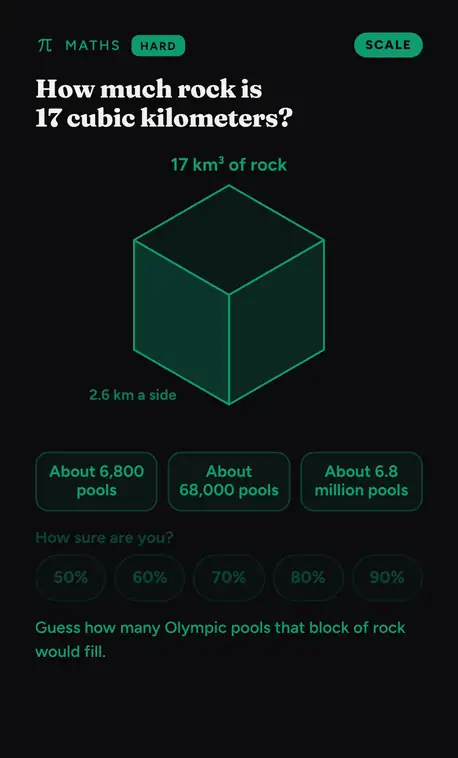 π MATHS HARD SCALE
How much rock is
17 cubic kilometers?
17 km³ of rock
2.6 km a side
About 6,800
pools
About
68,000 pools
About 6.8
million pools
How sure are you?
50% 60% 70% 80% 90%
Guess how many Olympic pools that block of rock
would fill.